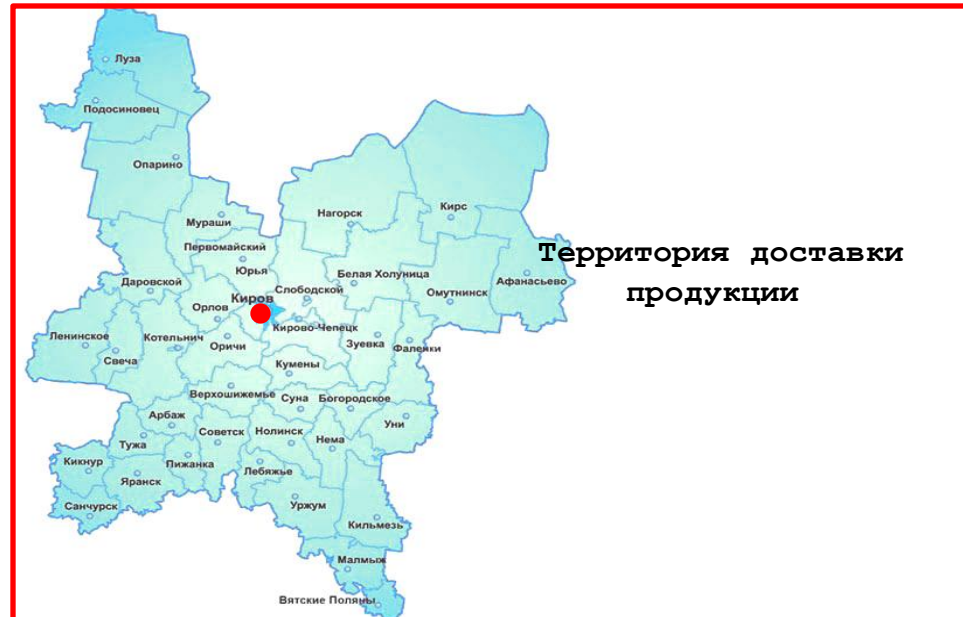 Луза
Подосиновец
Опарино
Мураши
Нагорск
Кирс
Первомайский
Юрья
Белая Холуница
Территория доставки
продукции
Афанасьево
Даровской
Слободской
Омутнинск
Киров
Орлов
Кирово-Чепецк
Ленинское
Котельнич
Оричи
Зуевка
Фаленки
Свеча
Кумены
Верхошижемье
Суна
Богородское
Арбаж
Уни
Тужа
Советск
Нолинск
Нема
Кикнур
Пижанка
Лебяжье
Яранск
Санчурск
Уржум
Кильмезь
Малмыж
Вятские Поляны